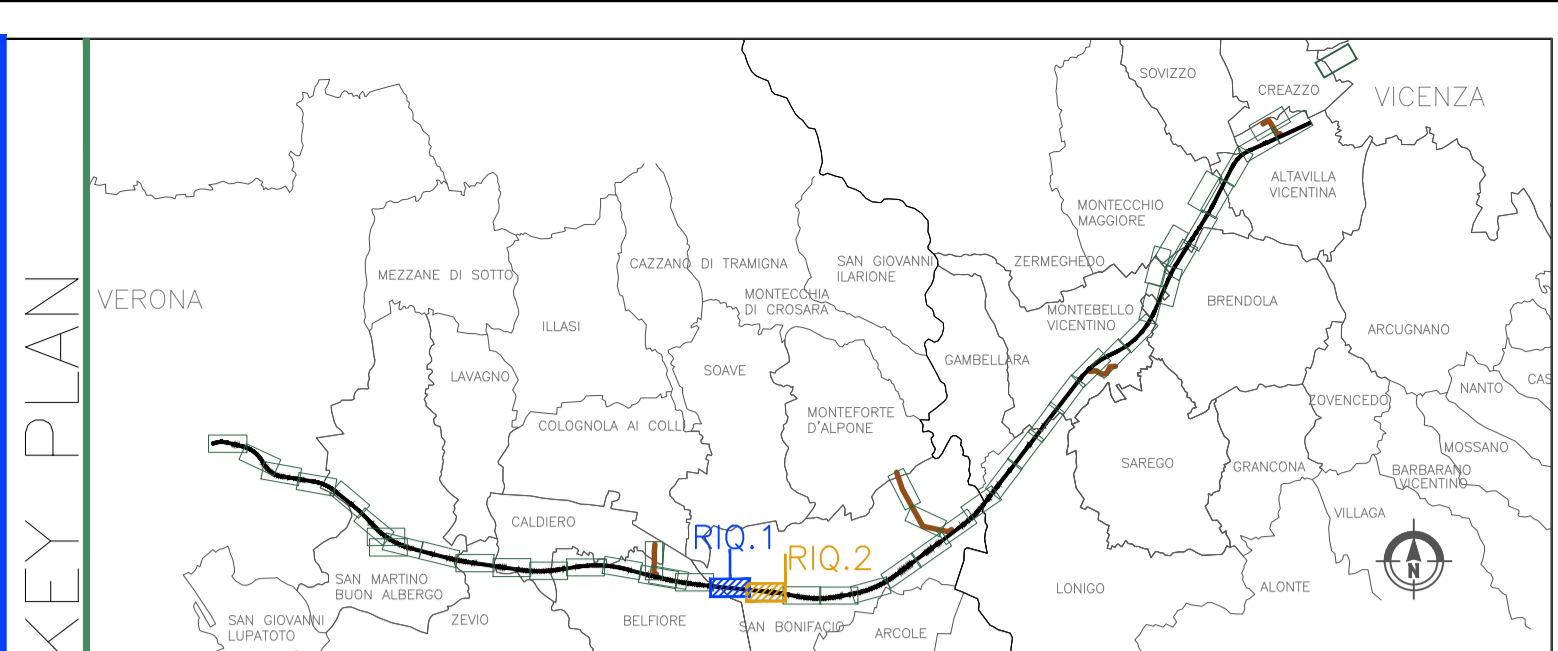 KEY PLAN
SOVIZZO
CREAZZO
VICENZA
ALTAVILLA
VICENTINA
MONTECCHIO
MAGGIORE
MEZZANE DI SOTTO
CAZZANO DI TRAMIGNA
SAN GIOVANNI
ILARIONE
ZERMEGHEDO
VERONA
MONTECCHIA
DI CROSARA
BRENDOLA
ILLASI
MONTEBELLO
VICENTINO
ARCUGNANO
GAMBELLARA
LAVAGNO
SOAVE
CAS
NANTO
ZOVENCEDO
MONTEFORTE
D'ALPONE
COLOGNOLA AI COLLI
MOSSANO
SAREGO
GRANCONA
BARBARANO
VICENTINO
VILLAGA
CALDIERO
RIQ.1
RIQ.2
N
SAN MARTINO
BUON ALBERGO
LONIGO
ALONTE
SAN GIOVANNI
LUPATOTO
ZEVIO
BELFIORE
SAN BONIFACIO
ARCOLE